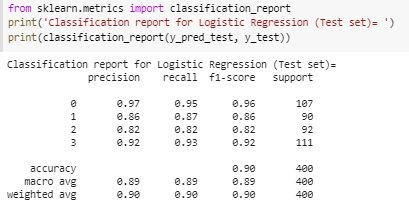 from sklearn.metrics import classification_report
print('Classification report for Logistic Regression (Test set)= ')
print(classification_report(y_pred_test, y_test))
Classification report for Logistic Regression (Test set)=
precision recall f1-score support
0 0.97 0.95 0.96 107
1 0.86 0.87 0.86 90
2 0.82 0.82 0.82 92
3 0.92 0.93 0.92 111
accuracy 0.90 400
macro avg 0.89 0.89 0.89 400
weighted avg 0.90 0.90 0.90 400